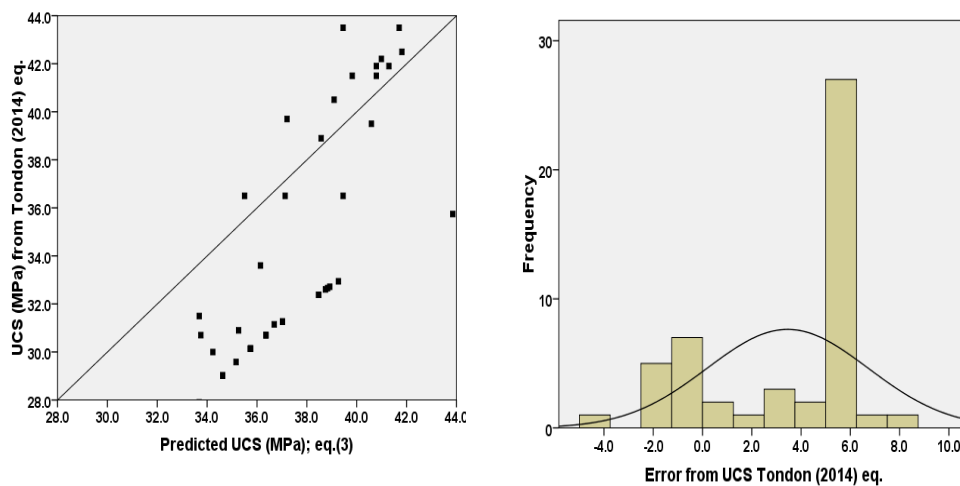 UCS (MPa) from Tondon (2014) eq.
44.0
42.0
40.0
38.0
36.0
34.0
32.0
30.0
28.0
28.0 30.0 32.0 34.0 36.0 38.0 40.0 42.0 44.0
Predicted UCS (MPa); eq.(3)
Frequency
30
20
10
0
-4.0 -2.0 0.0 2.0 4.0 6.0 8.0 10.0
Error from UCS Tondon (2014) eq.